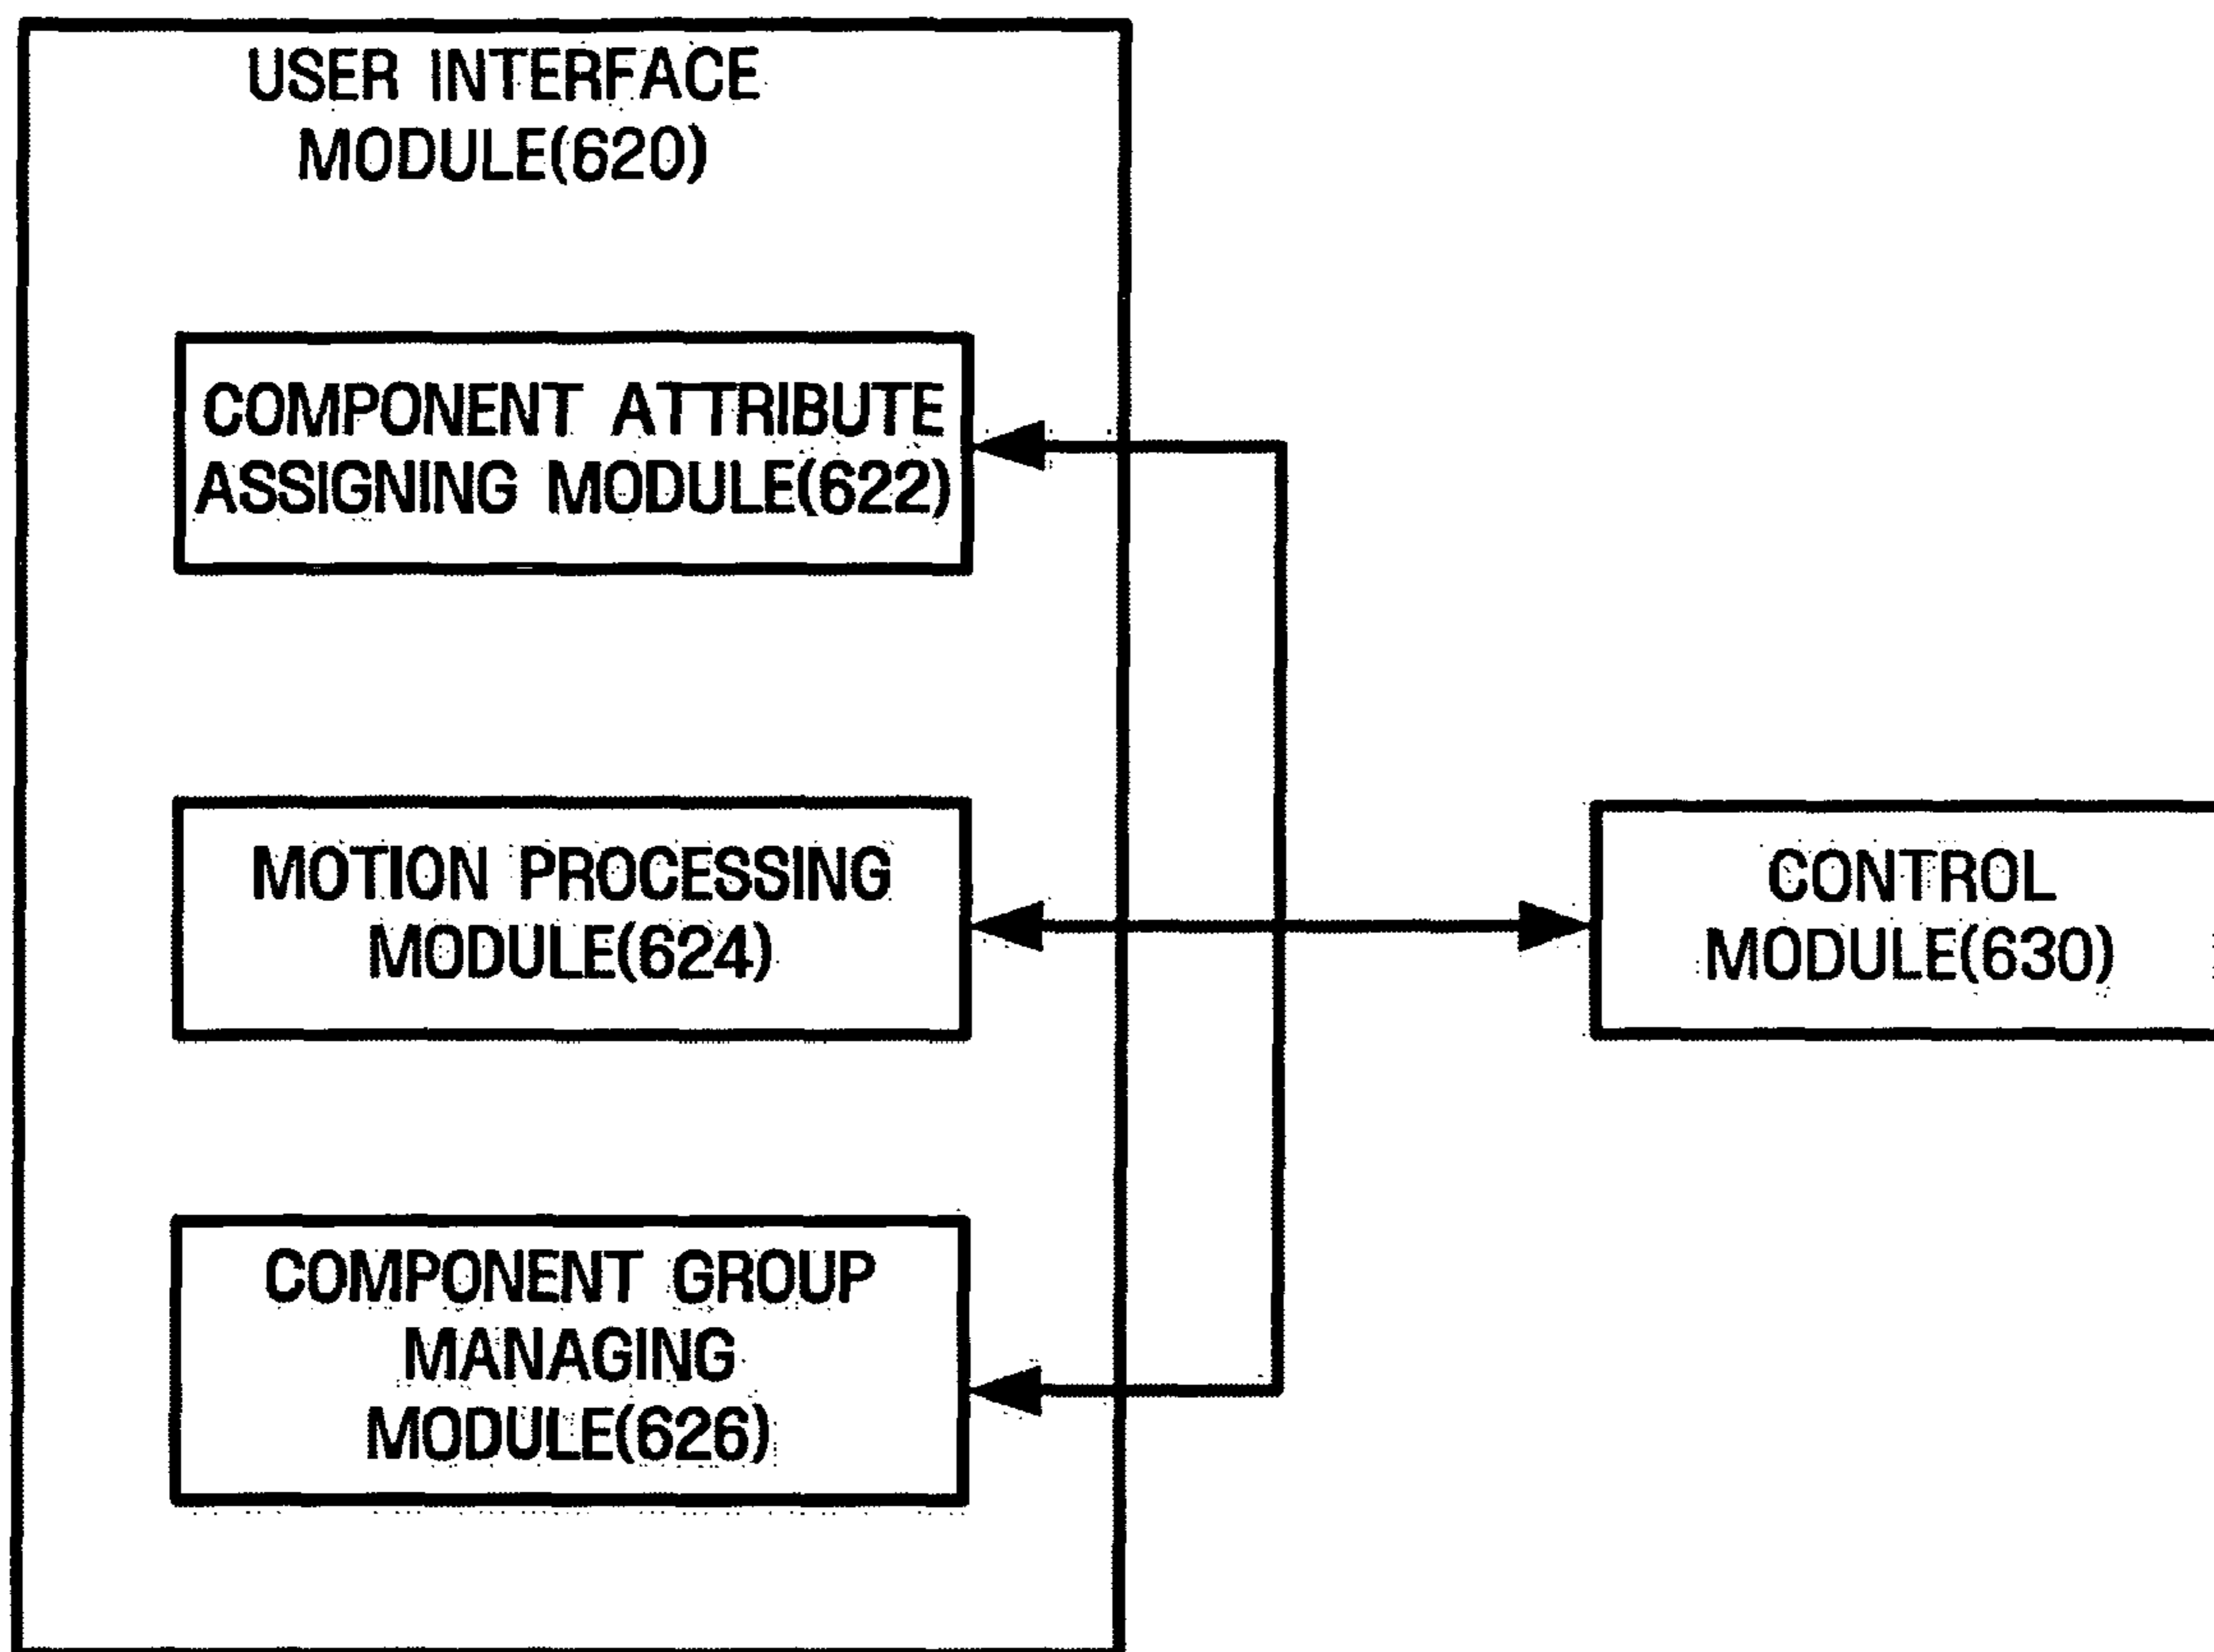 USER INTERFACE
MODULE(620)
COMPONENT ATTRIBUTE
ASSIGNING MODULE(622)
MOTION PROCESSING
MODULE(624)
CONTROL
MODULE(630)
COMPONENT GROUP
MANAGING
MODULE(626)